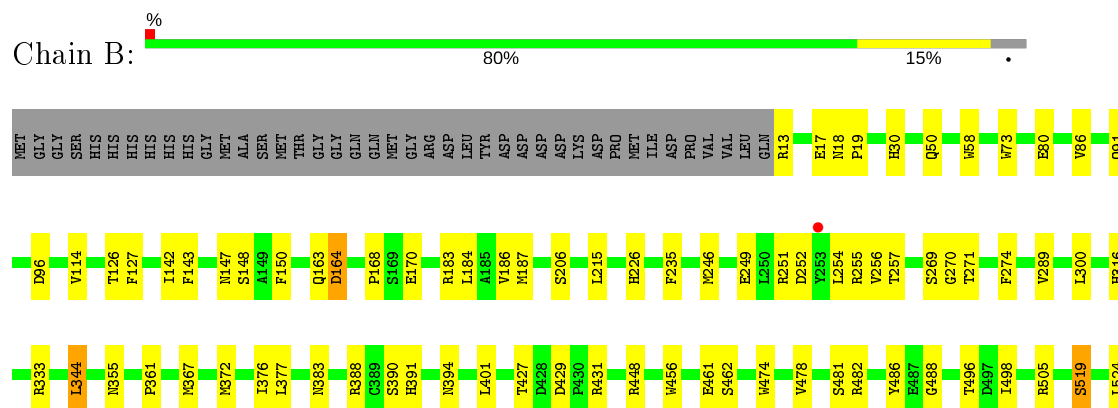 %
Chain B:
80%
15%
•
MET GLY GLY SER HIS HIS HIS HIS HIS HIS GLY MET ALA SER MET THR GLY GLY GLN GLN MET GLY ARG ASP LEU TYR ASP ASP ASP ASP LYS ASP PRO MET ILE ASP PRO VAL VAL LEU GLN R13 E17 N18 P19 H30 Q50 W58 W73 E80 V86
D96 V114 T126 F127 I142 F143 N147 S148 A149 F150 Q163 D164 P168 S169 E170 R183 L184 A185 V186 M187 S206 L215 H226 F235 M246 E249 L250 R251 D252 Y253 L254 R255 V256 T257 S269 G270 T271 F274 V289 L300
R333 L344 N355 P361 M367 M372 I376 L377 N383 R388 C389 S390 H391 N394 L401 T427 D428 D429 P430 R431 R448 W456 E461 S462 W474 V478 S481 R482 Y486 E487 G488 T496 D497 I498 R505 S519